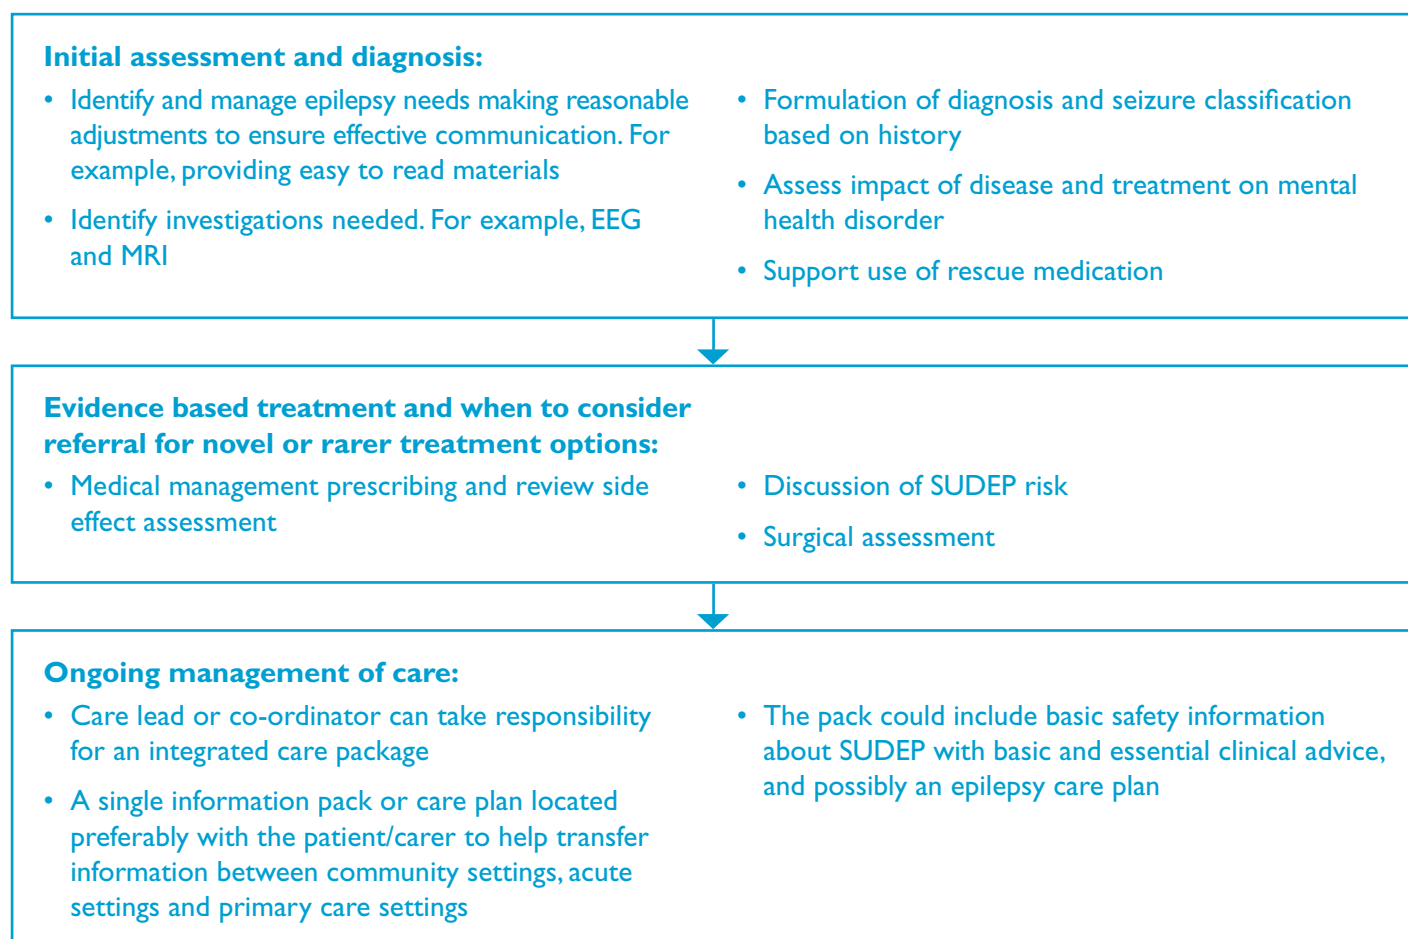 Initial assessment and diagnosis:
• Identify and manage epilepsy needs making reasonable
adjustments to ensure effective communication. For
example, providing easy to read materials
• Identify investigations needed. For example, EEG
and MRI
• Formulation of diagnosis and seizure classification
based on history
• Assess impact of disease and treatment on mental
health disorder
• Support use of rescue medication
Evidence based treatment and when to consider
referral for novel or rarer treatment options:
• Medical management prescribing and review side
effect assessment
• Discussion of SUDEP risk
• Surgical assessment
Ongoing management of care:
• Care lead or co-ordinator can take responsibility
for an integrated care package
• A single information pack or care plan located
preferably with the patient/carer to help transfer
information between community settings, acute
settings and primary care settings
• The pack could include basic safety information
about SUDEP with basic and essential clinical advice,
and possibly an epilepsy care plan